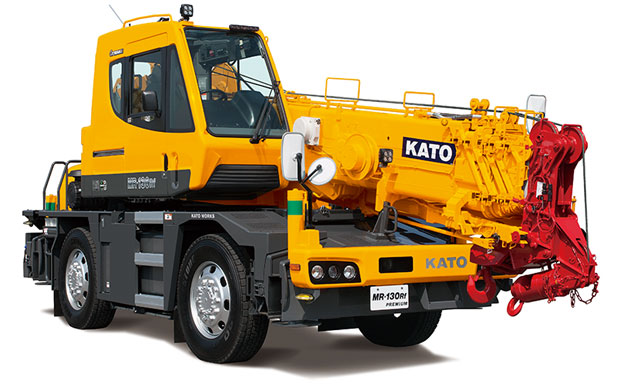 KATO
KATO WORKS
KATO
MR-130Rf
PREMIUM